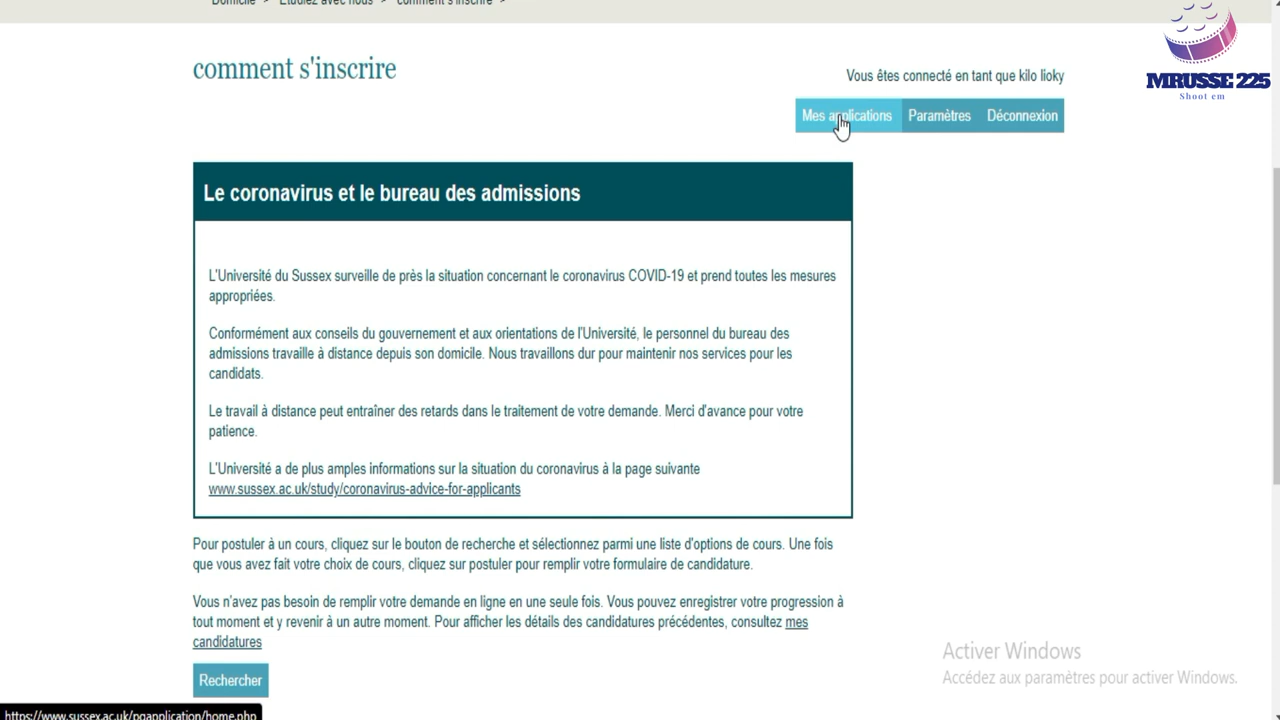 Domicile > Étudiez avec nous > comment s'inscrire >
MRUSSE 225
Shoot em
comment s'inscrire
Vous êtes connecté en tant que kilo lioky
Mes applications Paramètres Déconnexion
Le coronavirus et le bureau des admissions
L'Université du Sussex surveille de près la situation concernant le coronavirus COVID-19 et prend toutes les mesures
appropriées.
Conformément aux conseils du gouvernement et aux orientations de l'Université, le personnel du bureau des
admissions travaille à distance depuis son domicile. Nous travaillons dur pour maintenir nos services pour les
candidats.
Le travail à distance peut entraîner des retards dans le traitement de votre demande. Merci d'avance pour votre
patience.
L'Université a de plus amples informations sur la situation du coronavirus à la page suivante
www.sussex.ac.uk/study/coronavirus-advice-for-applicants
Pour postuler à un cours, cliquez sur le bouton de recherche et sélectionnez parmi une liste d'options de cours. Une fois
que vous avez fait votre choix de cours, cliquez sur postuler pour remplir votre formulaire de candidature.
Vous n'avez pas besoin de remplir votre demande en ligne en une seule fois. Vous pouvez enregistrer votre progression à
tout moment et y revenir à un autre moment. Pour afficher les détails des candidatures précédentes, consultez mes
candidatures
Rechercher
Activer Windows
Accédez aux paramètres pour activer Windows.
https://www.sussex.ac.uk/pgapplication/home.php